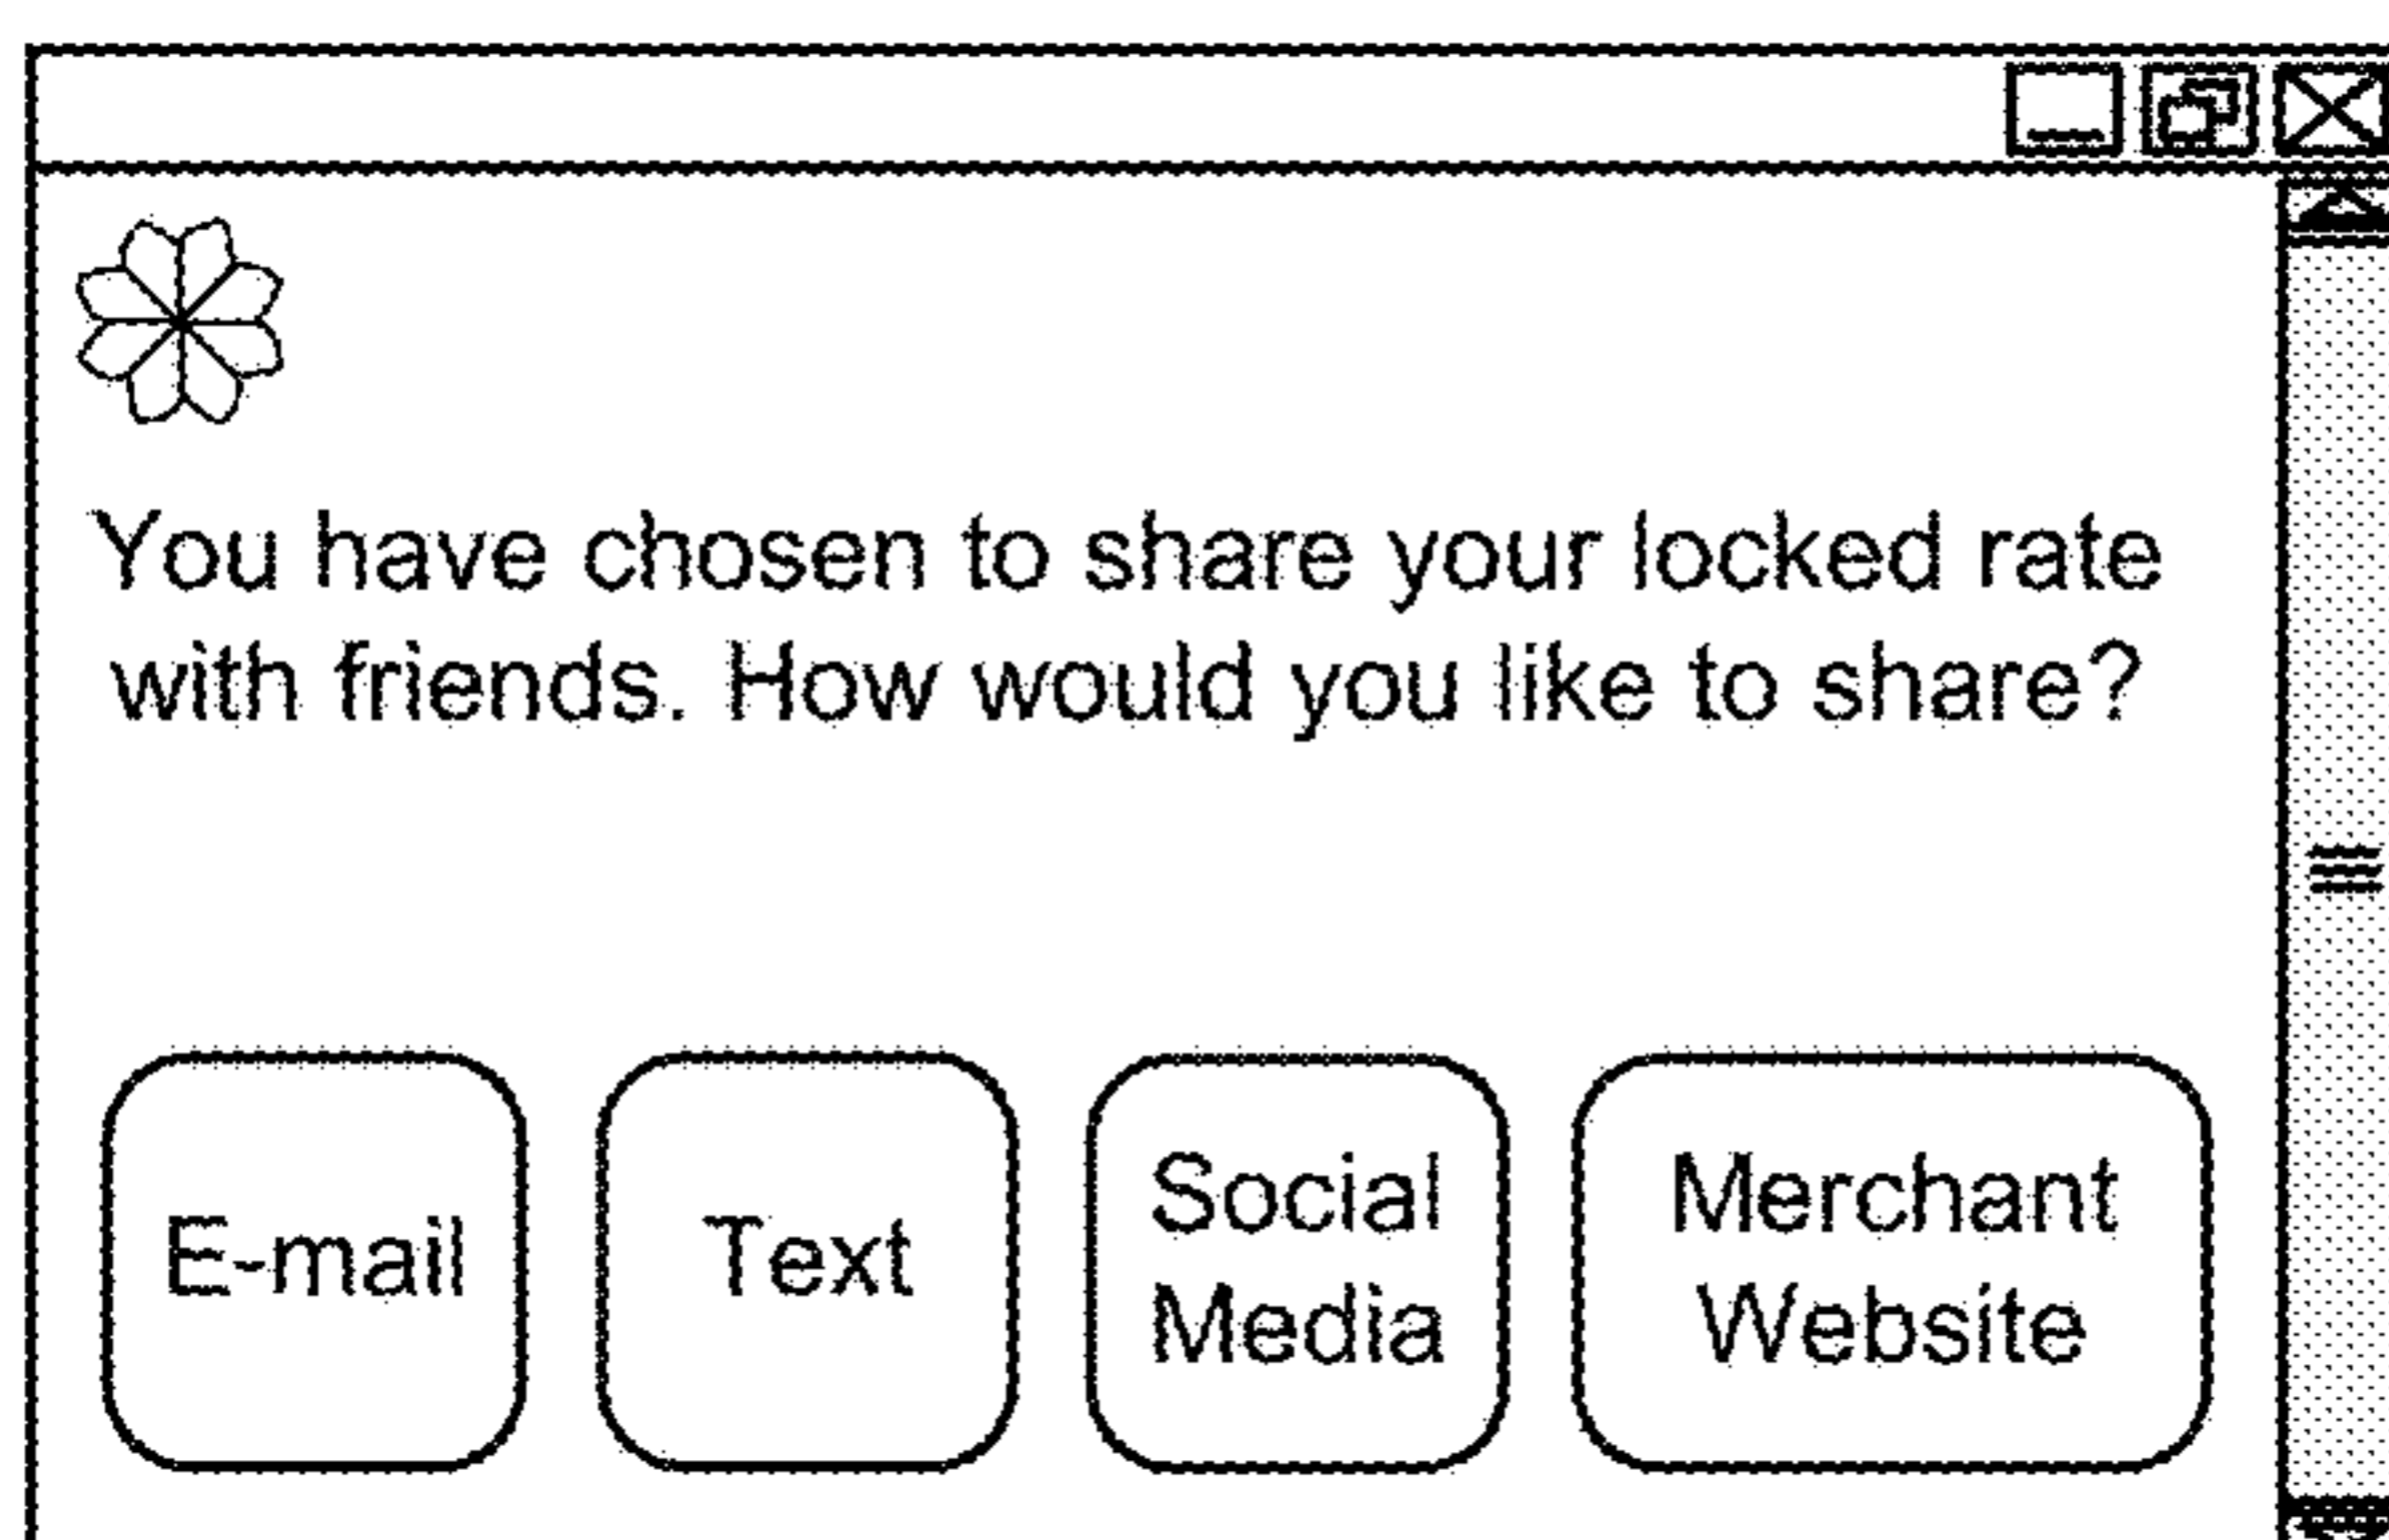 You have chosen to share your locked rate
with friends. How would you like to share?
E-mail
Text
Social
Media
Merchant
Website